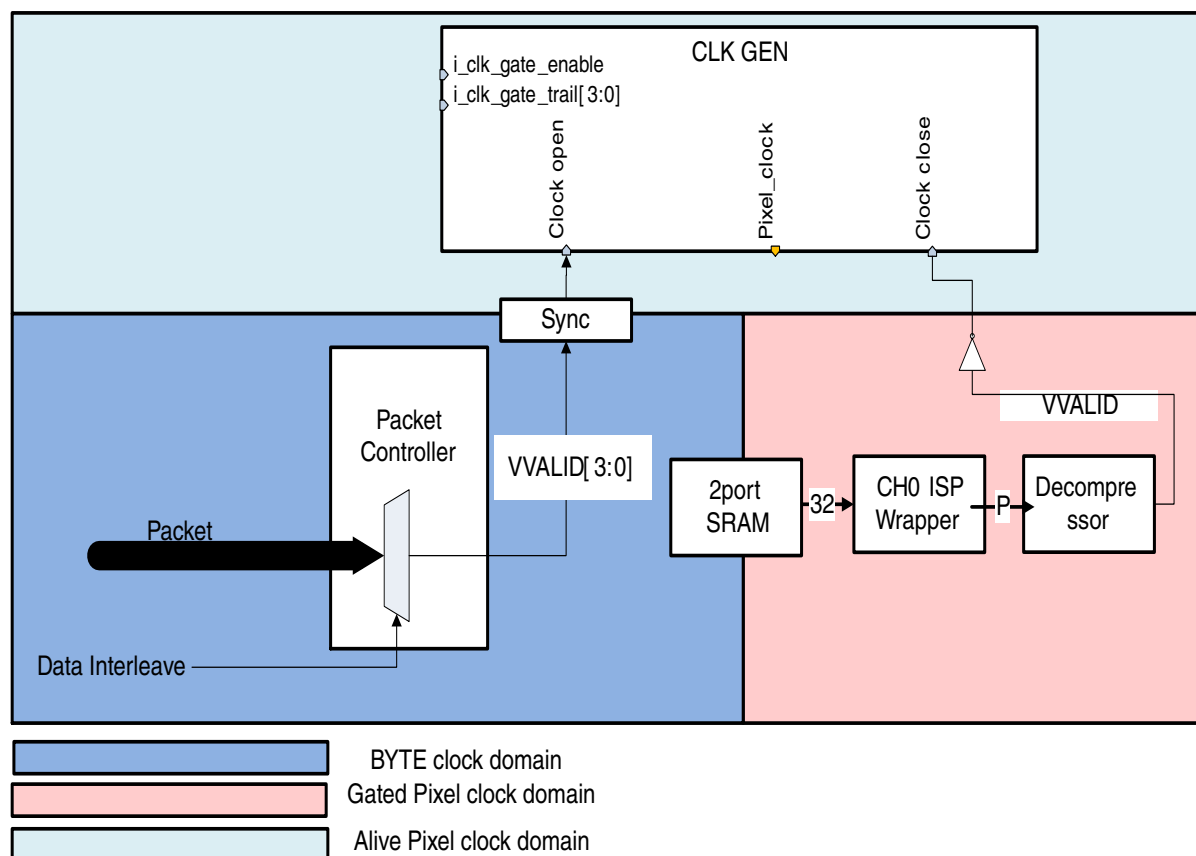 CLK GEN
i_clk_gate_enable
i_clk_gate_trail[ 3:0]
Clock open
Pixel_clock
Clock close
Sync
Packet
Controller
VVALID[ 3:0]
VVALID
2port
SRAM
32
CH0 ISP
Wrapper
P
Decompre
ssor
Packet
Data Interleave
BYTE clock domain
Gated Pixel clock domain
Alive Pixel clock domain